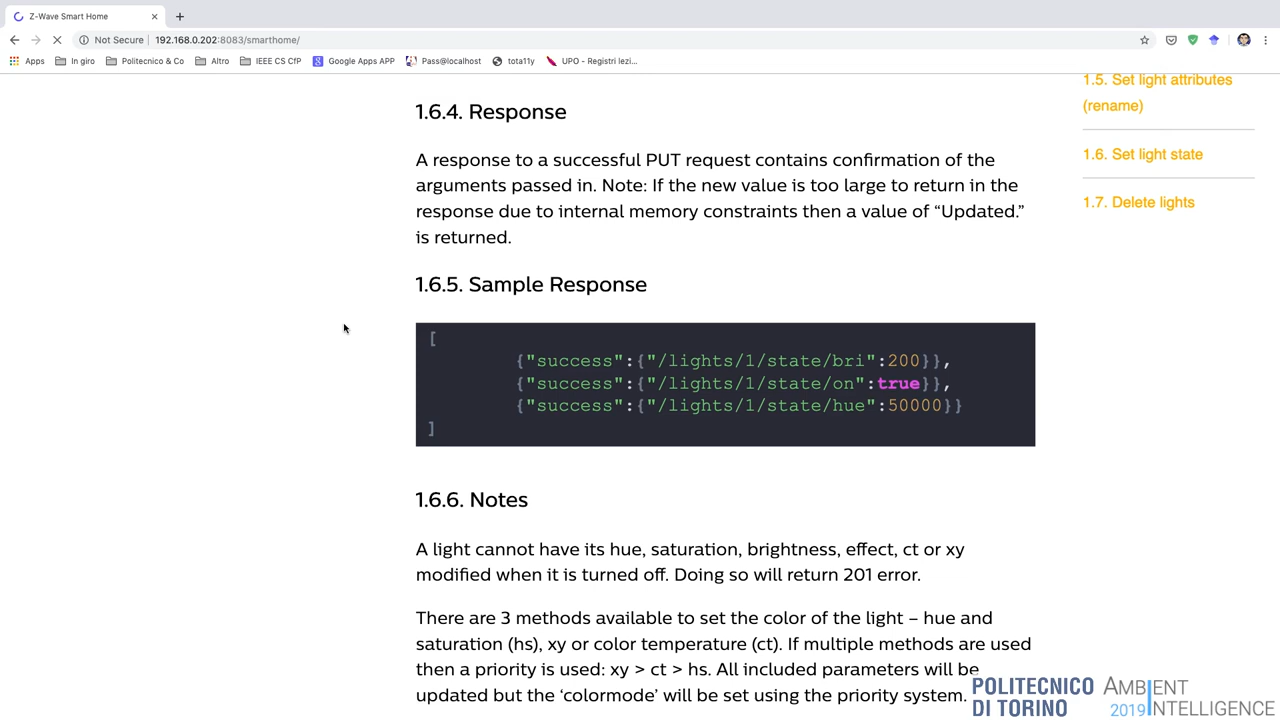 Z-Wave Smart Home
Not Secure
192.168.0.202:8083/smarthome/
Apps
In giro
Politecnico & Co
Altro
IEEE CS CfP
Google Apps APP
Pass@localhost
tota11y
UPO - Registri lezi...
1.6.4. Response
A response to a successful PUT request contains confirmation of the
arguments passed in. Note: If the new value is too large to return in the
response due to internal memory constraints then a value of “Updated.”
is returned.
1.6.5. Sample Response
[
{"success":{"/lights/1/state/bri":200}},
{"success":{"/lights/1/state/on":true}},
{"success":{"/lights/1/state/hue":50000}}
]
1.6.6. Notes
A light cannot have its hue, saturation, brightness, effect, ct or xy
modified when it is turned off. Doing so will return 201 error.
There are 3 methods available to set the color of the light – hue and
saturation (hs), xy or color temperature (ct). If multiple methods are used
then a priority is used: xy > ct > hs. All included parameters will be
updated but the ‘colormode’ will be set using the priority system.
1.5. Set light attributes
(rename)
1.6. Set light state
1.7. Delete lights
POLITECNICO
DI TORINO
AMBIENT
2019 INTELLIGENCE